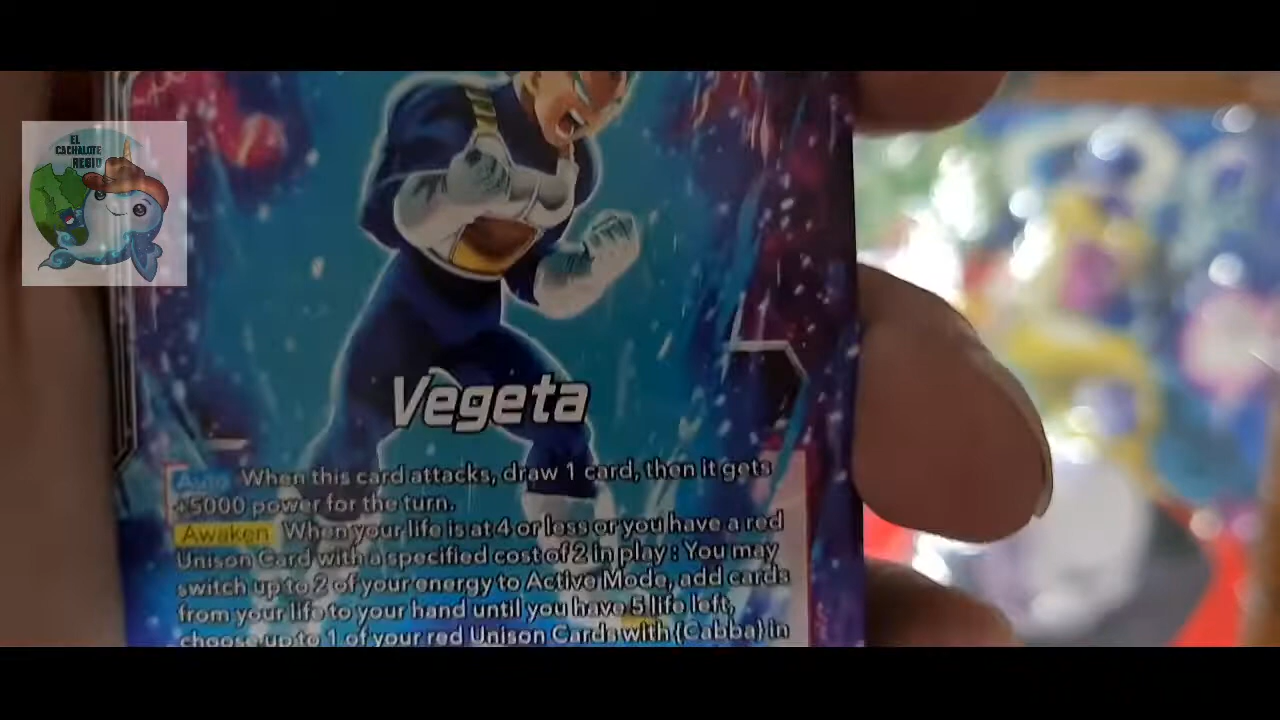 EL
CACHALOTE
REGIO
Vegeta
Auto When this card attacks, draw 1 card, then it gets
+5000 power for the turn.
Awaken When your life is at 4 or less or you have a red
Unison Card with a specified cost of 2 in play : You may
switch up to 2 of your energy to Active Mode, add cards
from your life to your hand until you have 5 life left,
choose up to 1 of your red Unison Cards with {Cabba} in